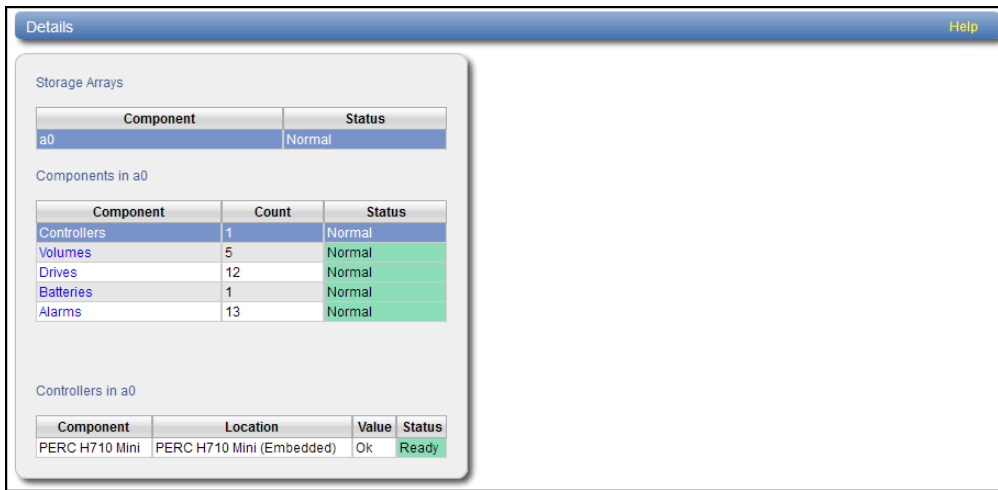 Details Help
Storage Arrays
Component Status
a0 Normal
Components in a0
Component Count Status
Controllers 1 Normal
Volumes 5 Normal
Drives 12 Normal
Batteries 1 Normal
Alarms 13 Normal
Controllers in a0
Component Location Value Status
PERC H710 Mini PERC H710 Mini (Embedded) Ok Ready